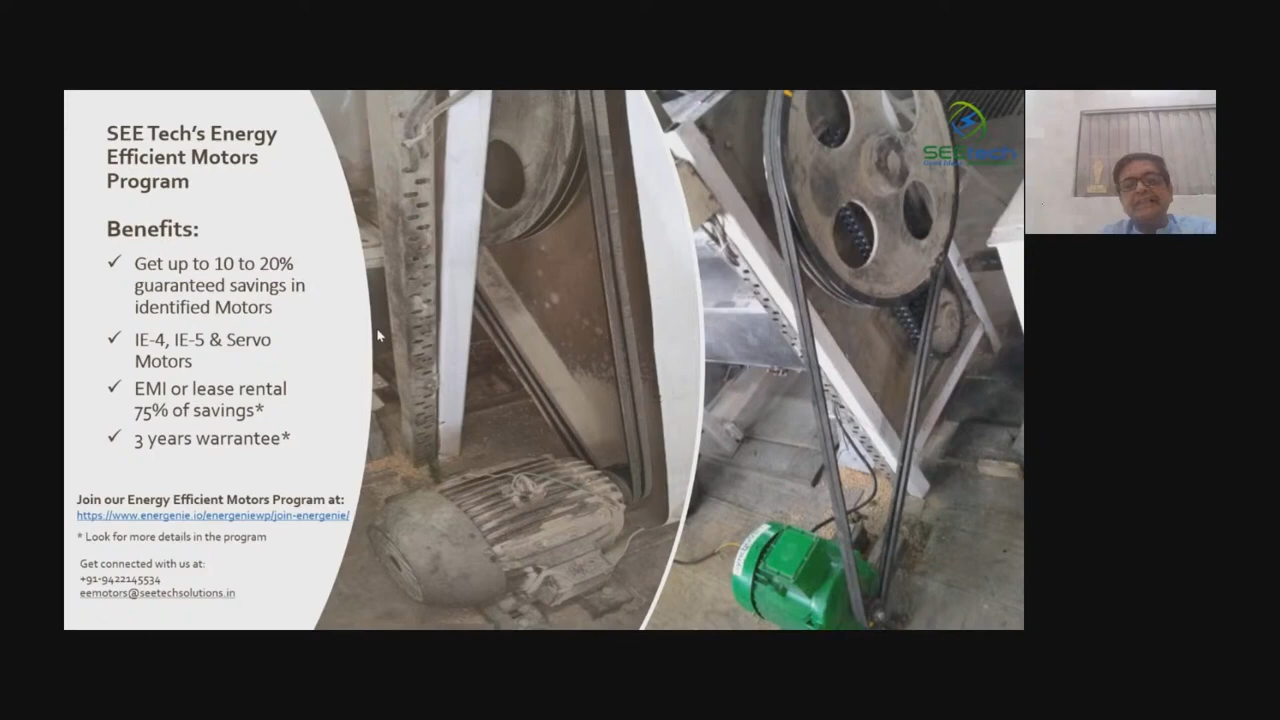 SEE Tech's Energy
Efficient Motors
Program
Benefits:
✓ Get up to 10 to 20%
guaranteed savings in
identified Motors
✓ IE-4, IE-5 & Servo
Motors
✓ EMI or lease rental
75% of savings*
✓ 3 years warrantee*
Join our Energy Efficient Motors Program at:
https://www.energenie.io/energeniewp/join-energenie/
* Look for more details in the program
Get connected with us at:
+91-9422145534
eemotors@seetechsolutions.in
SEEtech